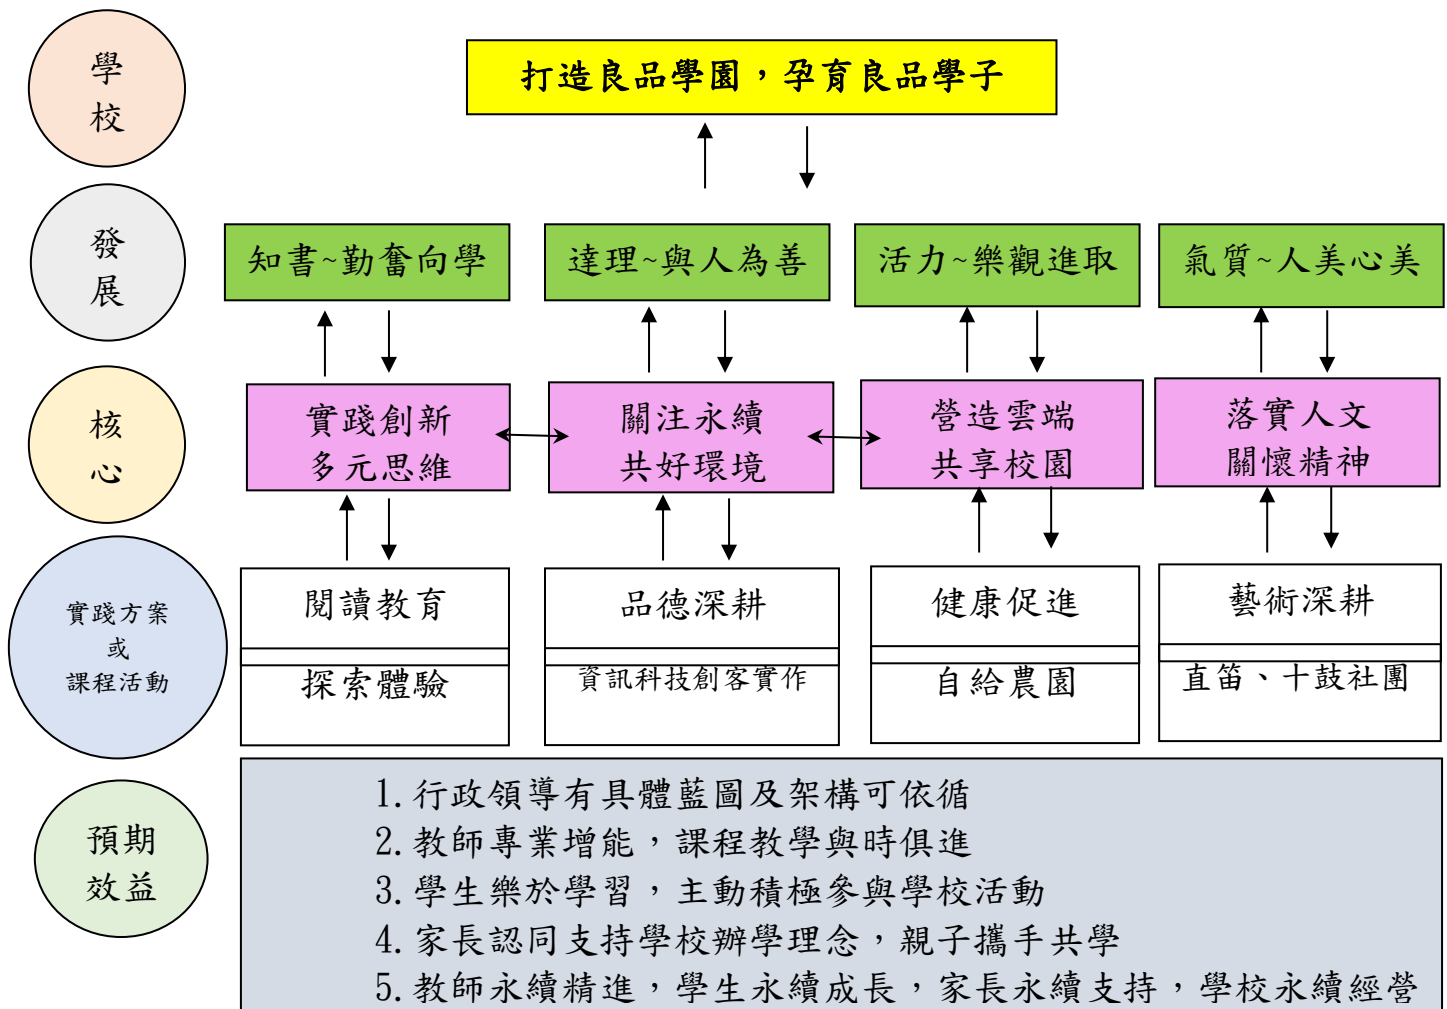 學
校
打造良品學園，孕育良品學子
發
展
知書~勤奮向學
達理~與人為善
活力~樂觀進取
氣質~人美心美
核
心
實踐創新
多元思維
關注永續
共好環境
營造雲端
共享校園
落實人文
關懷精神
實踐方案
或
課程活動
閱讀教育
探索體驗
品德深耕
資訊科技創客實作
健康促進
自給農園
藝術深耕
直笛、十鼓社團
預期
效益
1.行政領導有具體藍圖及架構可依循
2.教師專業增能，課程教學與時俱進
3.學生樂於學習，主動積極參與學校活動
4.家長認同支持學校辦學理念，親子攜手共學
5.教師永續精進，學生永續成長，家長永續支持，學校永續經營